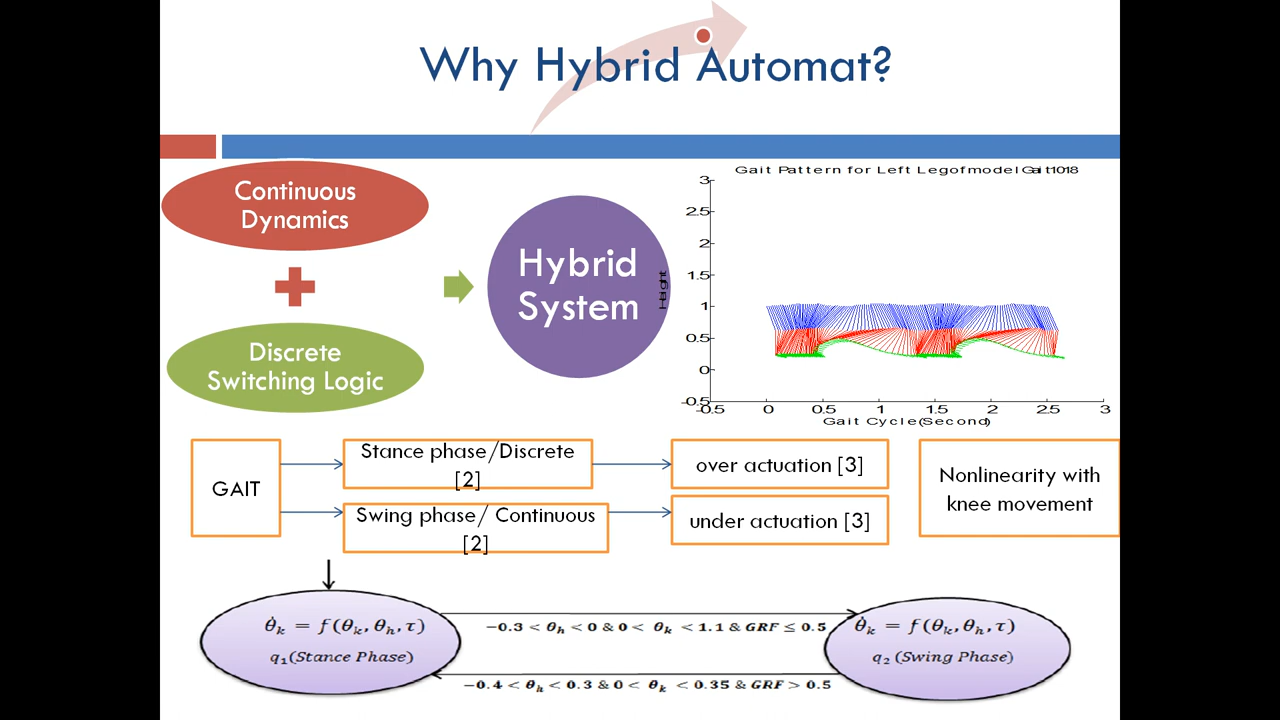 Why Hybrid Automat?
Continuous
Dynamics
Discrete
Switching Logic
Hybrid
System
Gait Pattern for Left Leg of model Gait1018
3
2.5
2
1.5
1
0.5
0
-0.5
Height
-0.5 0 0.5 1 1.5 2 2.5 3
Gait Cycle(Second)
GAIT
Stance phase/Discrete
[2]
over actuation [3]
Swing phase/ Continuous
[2]
under actuation [3]
Nonlinearity with
knee movement
θ̇ₖ = f(θₖ, θₕ, τ)
q₁(Stance Phase)
−0.3 < θₕ < 0 & 0 < θₖ < 1.1 & GRF ≤ 0.5
−0.4 < θₕ < 0.3 & 0 < θₖ < 0.35 & GRF > 0.5
θ̇ₖ = f(θₖ, θₕ, τ)
q₂ (Swing Phase)